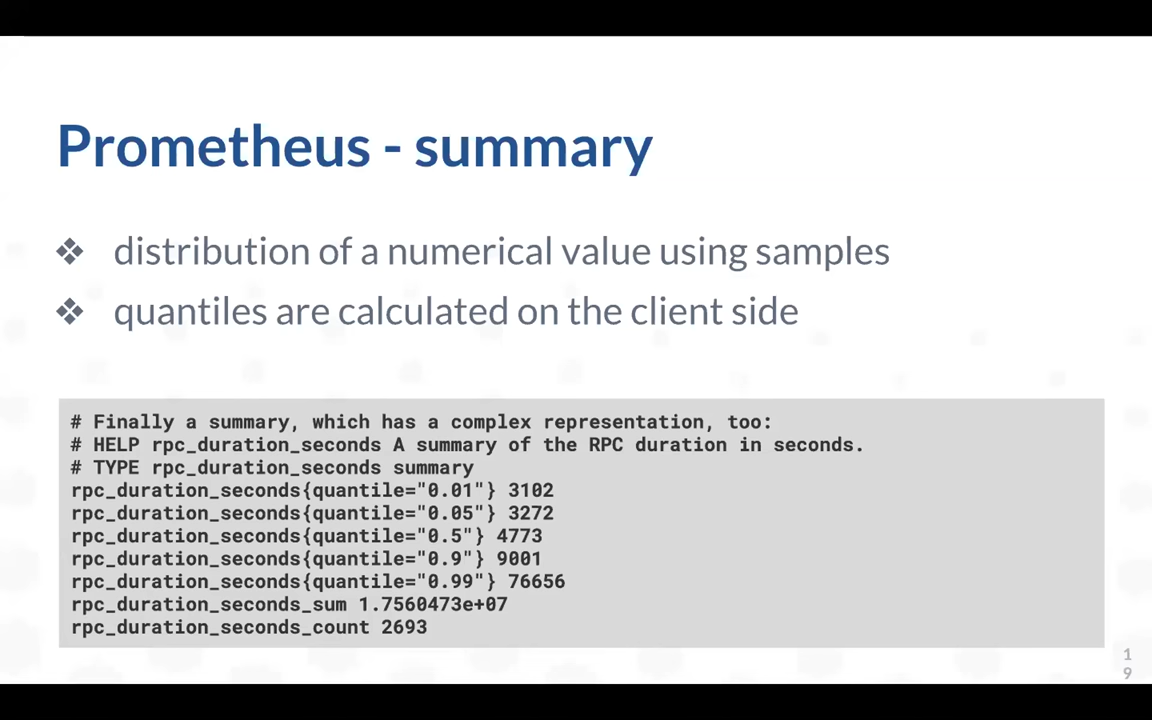 Prometheus - summary
❖ distribution of a numerical value using samples
❖ quantiles are calculated on the client side
# Finally a summary, which has a complex representation, too:
# HELP rpc_duration_seconds A summary of the RPC duration in seconds.
# TYPE rpc_duration_seconds summary
rpc_duration_seconds{quantile="0.01"} 3102
rpc_duration_seconds{quantile="0.05"} 3272
rpc_duration_seconds{quantile="0.5"} 4773
rpc_duration_seconds{quantile="0.9"} 9001
rpc_duration_seconds{quantile="0.99"} 76656
rpc_duration_seconds_sum 1.7560473e+07
rpc_duration_seconds_count 2693
1
9